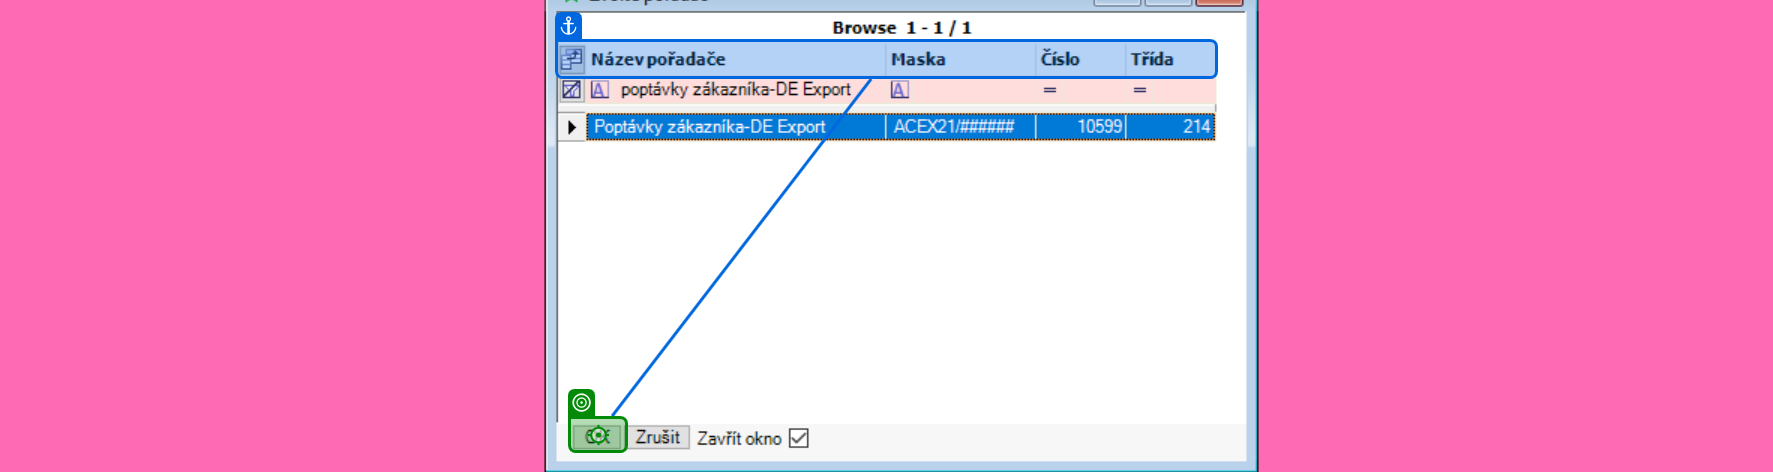 Browse 1 - 1 / 1
Název pořadače Maska Číslo Třída
A poptávky zákazníka-DE Export A = =
Poptávky zákazníka-DE Export ACEX21/###### 10599 214
Zrušit Zavřít okno